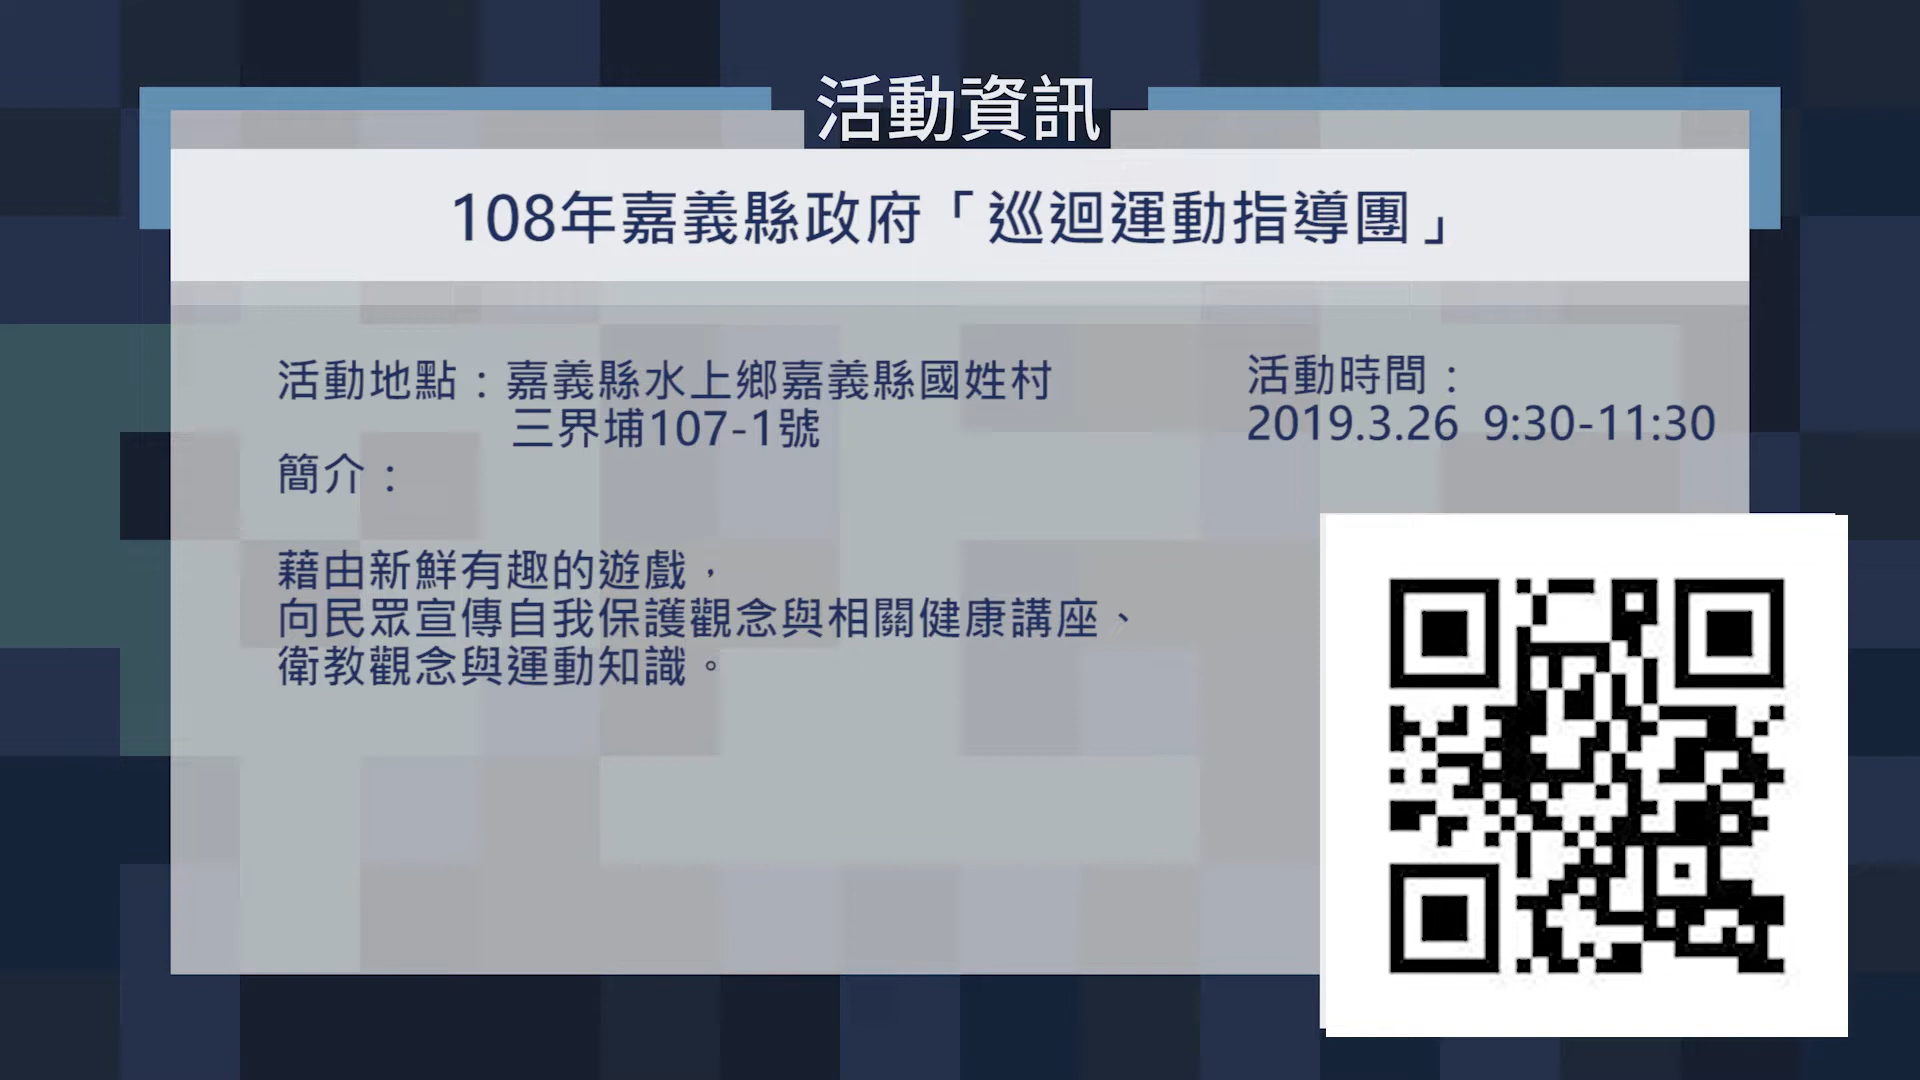 活動資訊
108年嘉義縣政府「巡迴運動指導團」
活動地點：嘉義縣水上鄉嘉義縣國姓村
三界埔107-1號
活動時間：
2019.3.26 9:30-11:30
簡介：
藉由新鮮有趣的遊戲，
向民眾宣傳自我保護觀念與相關健康講座、
衛教觀念與運動知識。